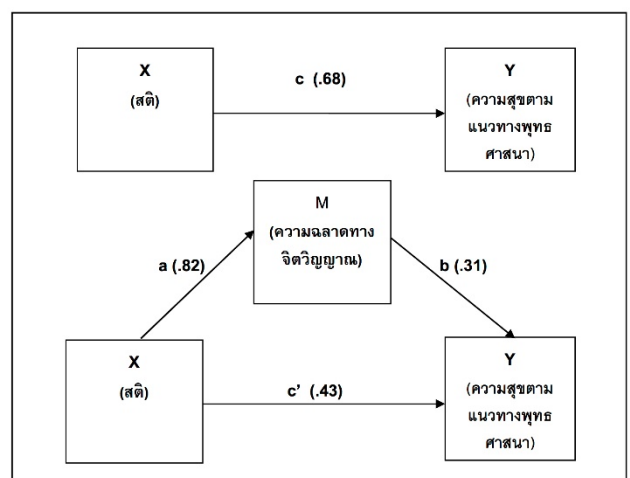 X
(สติ)
c (.68)
Y
(ความสุขตาม
แนวทางพุทธ
ศาสนา)
M
(ความฉลาดทาง
จิตวิญญาณ)
a (.82)
b (.31)
X
(สติ)
c’ (.43)
Y
(ความสุขตาม
แนวทางพุทธ
ศาสนา)